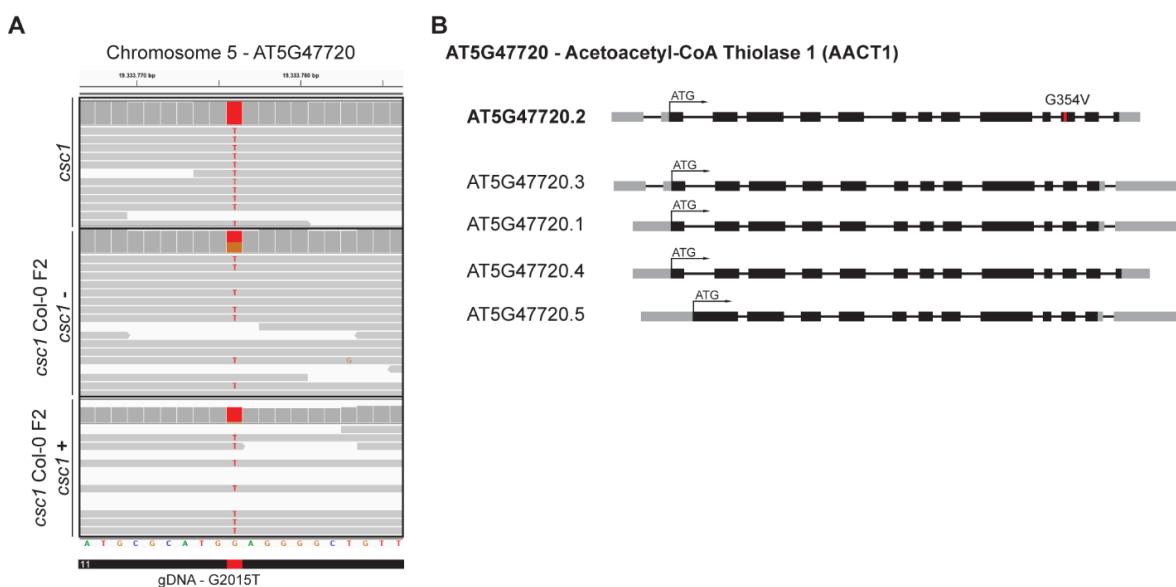 A
Chromosome 5 - AT5G47720
19.333.770 bp
19.333.780 bp
csc1
T
T
T
T
T
T
T
T
T
T
T
csc1 Col-0 F2
csc1 -
T
T
T
T
T
T G
T
csc1 Col-0 F2
csc1 +
T
T
T
T
T
T
T
A T G C G C A T G G A G G G G C T G T T
11
gDNA - G2015T
B
AT5G47720 - Acetoacetyl-CoA Thiolase 1 (AACT1)
AT5G47720.2 ATG G354V
AT5G47720.3 ATG
AT5G47720.1 ATG
AT5G47720.4 ATG
AT5G47720.5 ATG